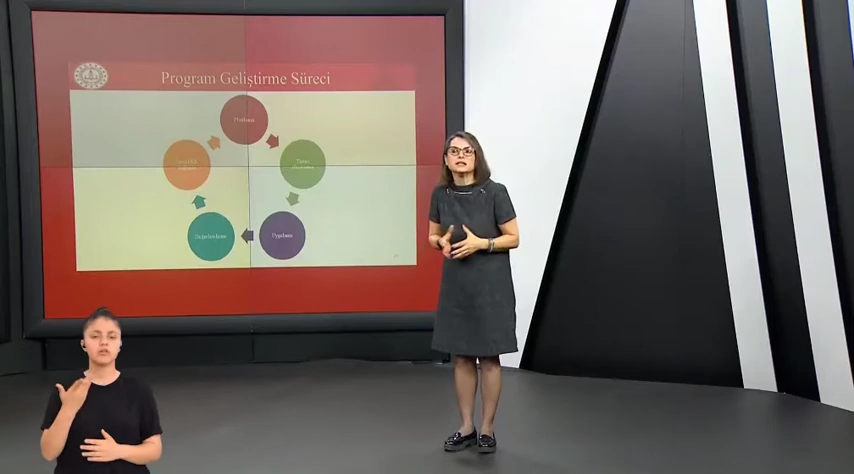 Program Geliştirme Süreci
Planlama
Uygulama
Değerlendirme